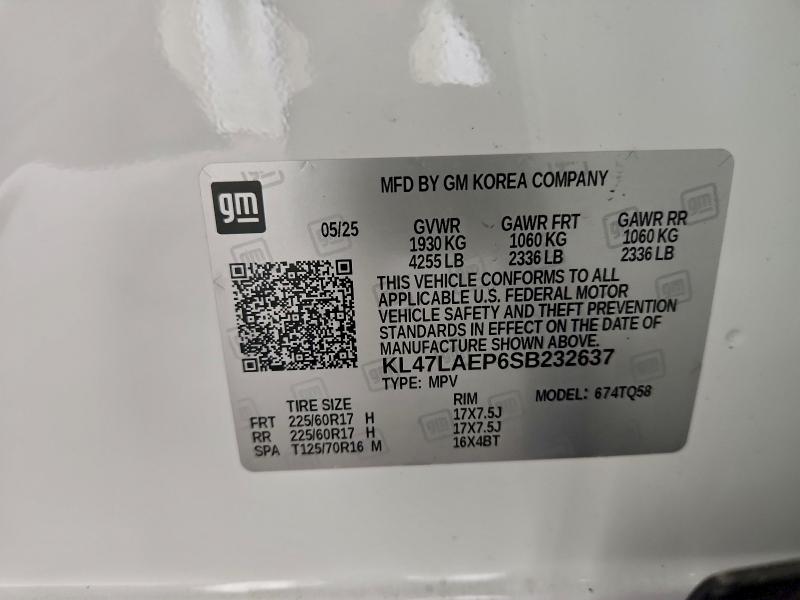 gm
MFD BY GM KOREA COMPANY
05/25
GVWR GAWR FRT GAWR RR
1930 KG 1060 KG 1060 KG
4255 LB 2336 LB 2336 LB
THIS VEHICLE CONFORMS TO ALL
APPLICABLE U.S. FEDERAL MOTOR
VEHICLE SAFETY AND THEFT PREVENTION
STANDARDS IN EFFECT ON THE DATE OF
MANUFACTURE SHOWN ABOVE.
KL47LAEP6SB232637
TYPE: MPV MODEL: 674TQ58
TIRE SIZE RIM
FRT 225/60R17 H 17X7.5J
RR 225/60R17 H 17X7.5J
SPA T125/70R16 M 16X4BT